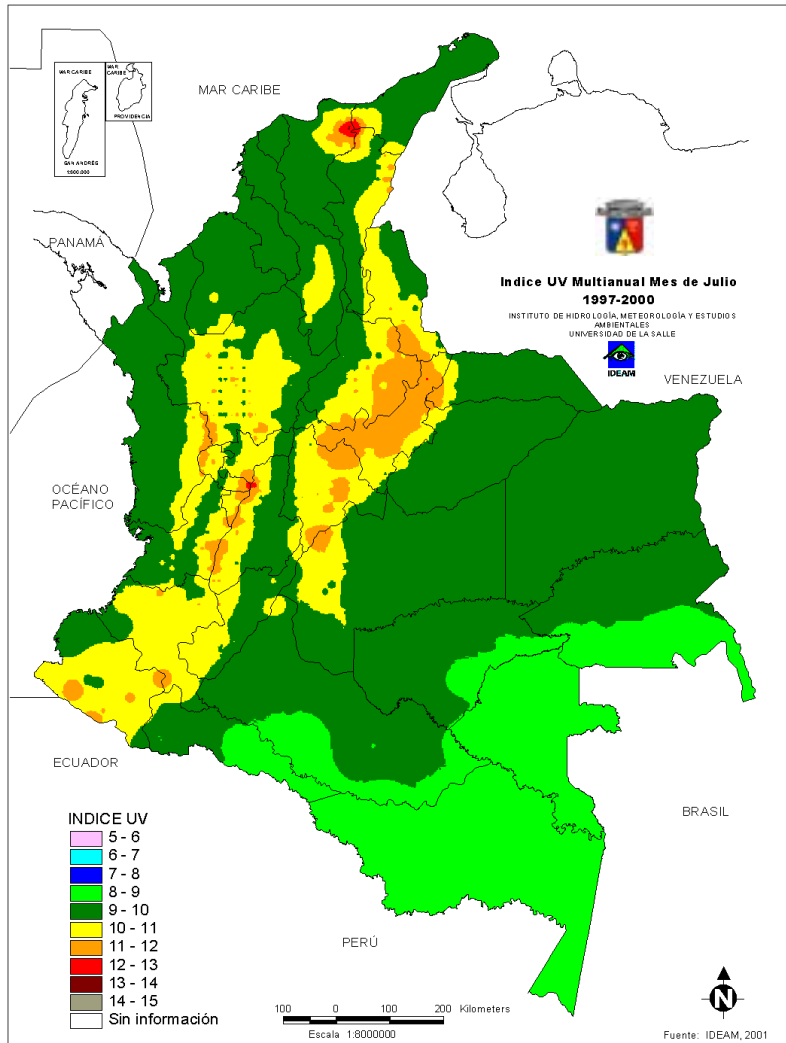 MAR CARIBE
MAR
CARIBE
PROVIDENCIA
SAN ANDRÉS
1:500.000
MAR CARIBE
PANAMÁ
Indice UV Multianual Mes de Julio
1997-2000
INSTITUTO DE HIDROLOGÍA, METEOROLOGÍA Y ESTUDIOS
AMBIENTALES
UNIVERSIDAD DE LA SALLE
IDEAM
VENEZUELA
OCÉANO
PACÍFICO
ECUADOR
BRASIL
PERÚ
INDICE UV
5 - 6
6 - 7
7 - 8
8 - 9
9 - 10
10 - 11
11 - 12
12 - 13
13 - 14
14 - 15
Sin información
100 0 100 200 Kilometers
Escala 1:8000000
N
Fuente: IDEAM, 2001